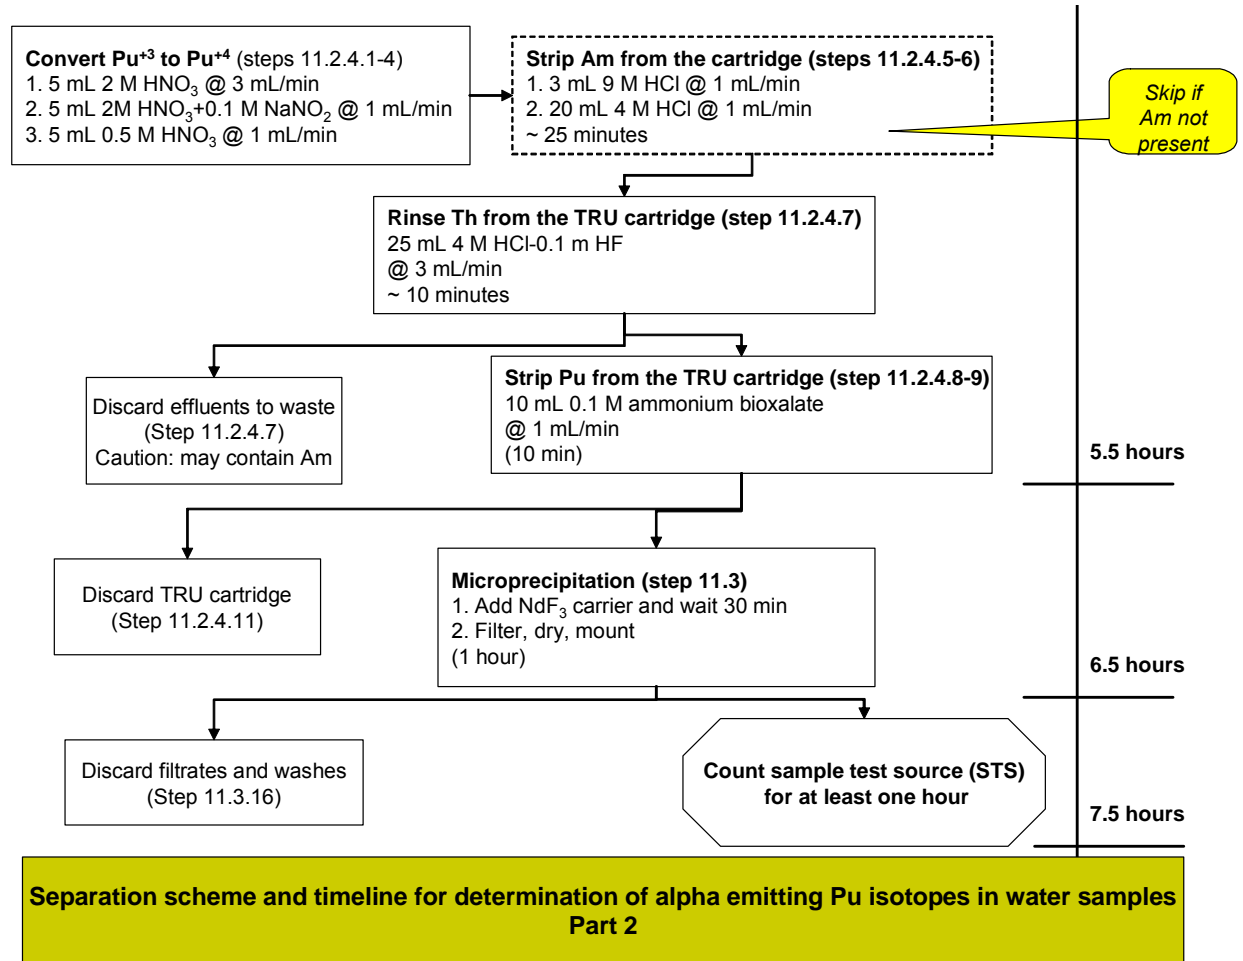 Convert Pu+3 to Pu+4 (steps 11.2.4.1-4)
1. 5 mL 2 M HNO3 @ 3 mL/min
2. 5 mL 2M HNO3+0.1 M NaNO2 @ 1 mL/min
3. 5 mL 0.5 M HNO3 @ 1 mL/min
Strip Am from the cartridge (steps 11.2.4.5-6)
1. 3 mL 9 M HCl @ 1 mL/min
2. 20 mL 4 M HCl @ 1 mL/min
~ 25 minutes
Skip if
Am not
present
Rinse Th from the TRU cartridge (step 11.2.4.7)
25 mL 4 M HCl-0.1 m HF
@ 3 mL/min
~ 10 minutes
Discard effluents to waste
(Step 11.2.4.7)
Caution: may contain Am
Strip Pu from the TRU cartridge (step 11.2.4.8-9)
10 mL 0.1 M ammonium bioxalate
@ 1 mL/min
(10 min)
5.5 hours
Discard TRU cartridge
(Step 11.2.4.11)
Microprecipitation (step 11.3)
1. Add NdF3 carrier and wait 30 min
2. Filter, dry, mount
(1 hour)
6.5 hours
Discard filtrates and washes
(Step 11.3.16)
Count sample test source (STS)
for at least one hour
7.5 hours
Separation scheme and timeline for determination of alpha emitting Pu isotopes in water samples
Part 2